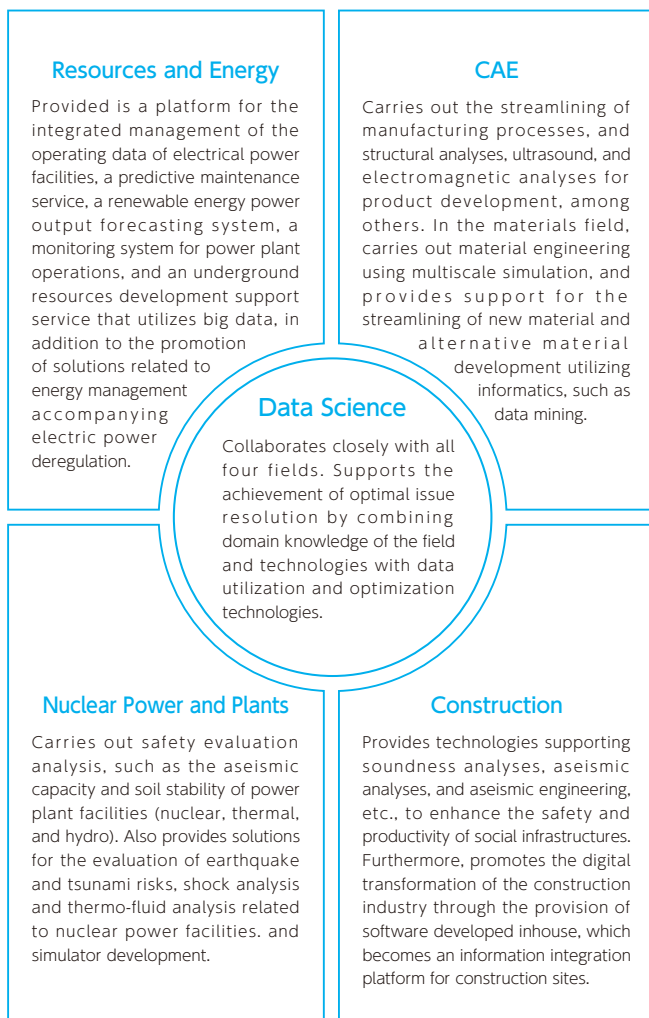 Resources and Energy
Provided is a platform for the
integrated management of the
operating data of electrical power
facilities, a predictive maintenance
service, a renewable energy power
output forecasting system, a
monitoring system for power plant
operations, and an underground
resources development support
service that utilizes big data, in
addition to the promotion
of solutions related to
energy management
accompanying
electric power
deregulation.
CAE
Carries out the streamlining of
manufacturing processes, and
structural analyses, ultrasound, and
electromagnetic analyses for
product development, among
others. In the materials field,
carries out material engineering
using multiscale simulation, and
provides support for the
streamlining of new material and
alternative material
development utilizing
informatics, such as
data mining.
Data Science
Collaborates closely with all
four fields. Supports the
achievement of optimal issue
resolution by combining
domain knowledge of the field
and technologies with data
utilization and optimization
technologies.
Nuclear Power and Plants
Carries out safety evaluation
analysis, such as the aseismic
capacity and soil stability of power
plant facilities (nuclear, thermal,
and hydro). Also provides solutions
for the evaluation of earthquake
and tsunami risks, shock analysis
and thermo-fluid analysis related
to nuclear power facilities. and
simulator development.
Construction
Provides technologies supporting
soundness analyses, aseismic
analyses, and aseismic engineering,
etc., to enhance the safety and
productivity of social infrastructures.
Furthermore, promotes the digital
transformation of the construction
industry through the provision of
software developed inhouse, which
becomes an information integration
platform for construction sites.